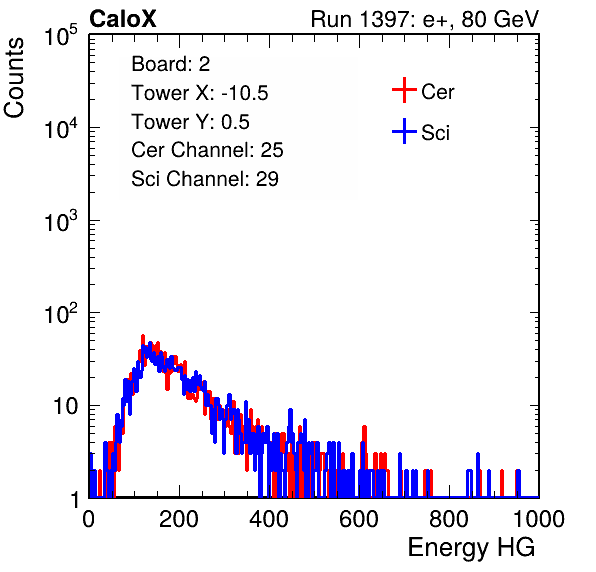 CaloX Run 1397: e+, 80 GeV
Counts
10^5
10^4
10^3
10^2
10
1
Board: 2
Tower X: -10.5
Tower Y: 0.5
Cer Channel: 25
Sci Channel: 29
Cer
Sci
0 200 400 600 800 1000
Energy HG